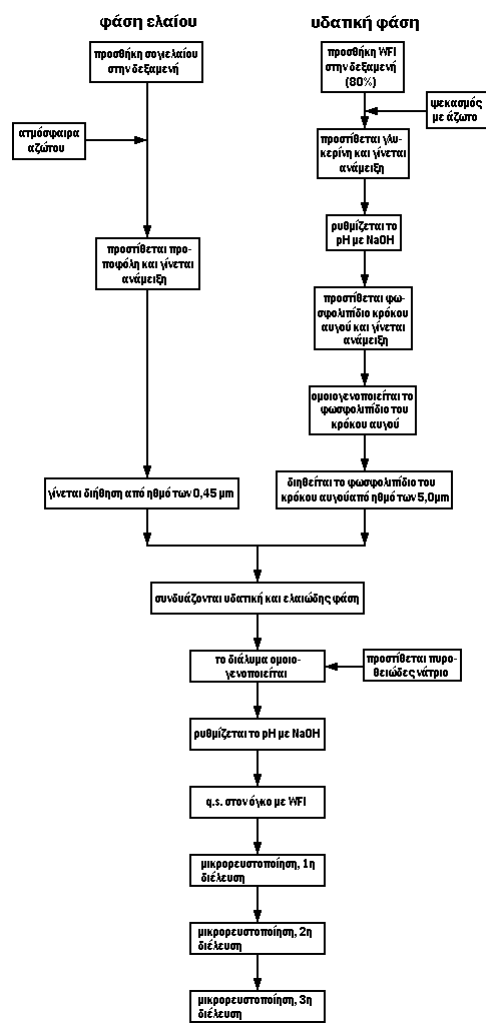 φάση ελαίου
προσθήκη σογιελαίου
στην δεξαμενή
ατμόσφαιρα
αζώτου
προστίθεται προ-
ποφόλη και γίνεται
ανάμειξη
γίνεται διήθηση από ηθμό των 0,45 μm
υδατική φάση
προσθήκη WFI
στην δεξαμενή
(80%)
ψεκασμός
με άζωτο
προστίθεται γλυ-
κερίνη και γίνεται
ανάμειξη
ρυθμίζεται το
pH με NaOH
προστίθεται φω-
σφολιπίδιο κρόκου
αυγού και γίνεται
ανάμειξη
ομοιογενοποιείται το
φωσφολιπίδιο του
κρόκου αυγού
διηθείται το φωσφολιπίδιο του
κρόκου αυγούαπό ηθμό των 5,0μm
συνδυάζονται υδατική και ελαιώδης φάση
το διάλυμα ομοιο-
γενοποιείται
προστίθεται πυρο-
θειώδες νάτριο
ρυθμίζεται το pH με NaOH
q.s. στον όγκο με WFI
μικρορευστοποίηση, 1η
διέλευση
μικρορευστοποίηση, 2η
διέλευση
μικρορευστοποίηση, 3η
διέλευση